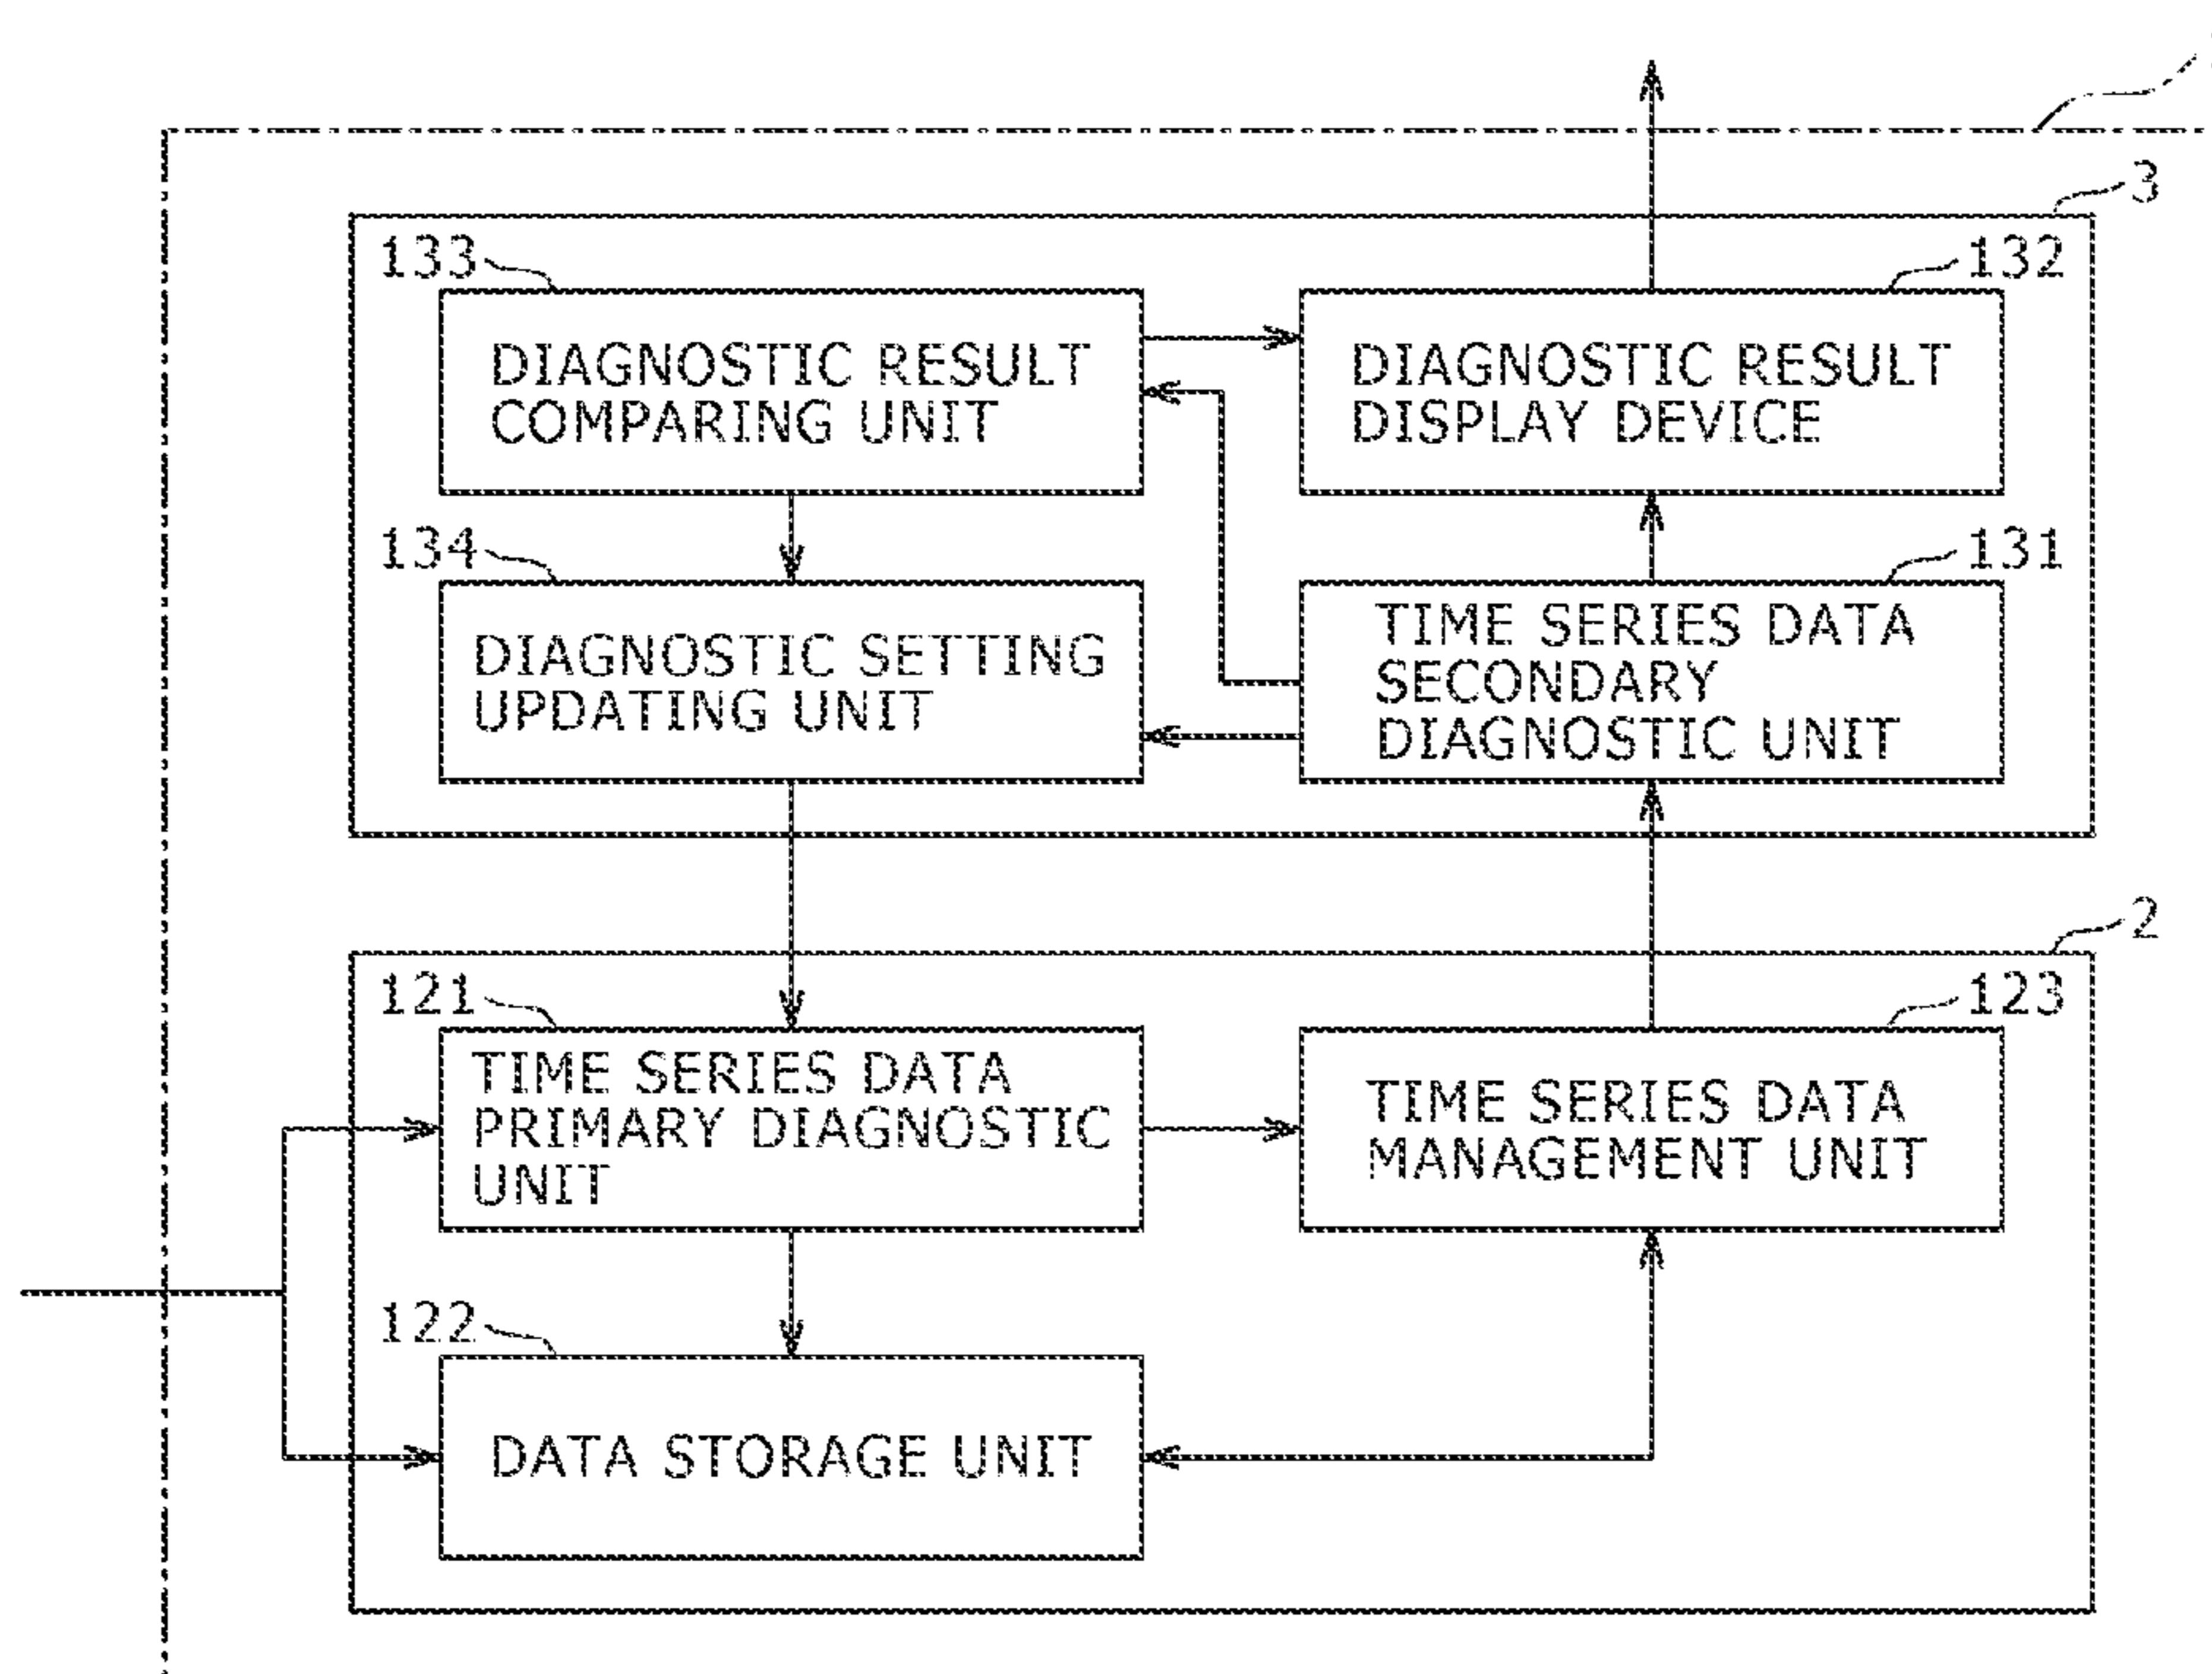 3
133
132
DIAGNOSTIC RESULT
COMPARING UNIT
DIAGNOSTIC RESULT
DISPLAY DEVICE
134
131
DIAGNOSTIC SETTING
UPDATING UNIT
TIME SERIES DATA
SECONDARY
DIAGNOSTIC UNIT
2
121
123
TIME SERIES DATA
PRIMARY DIAGNOSTIC
UNIT
TIME SERIES DATA
MANAGEMENT UNIT
122
DATA STORAGE UNIT